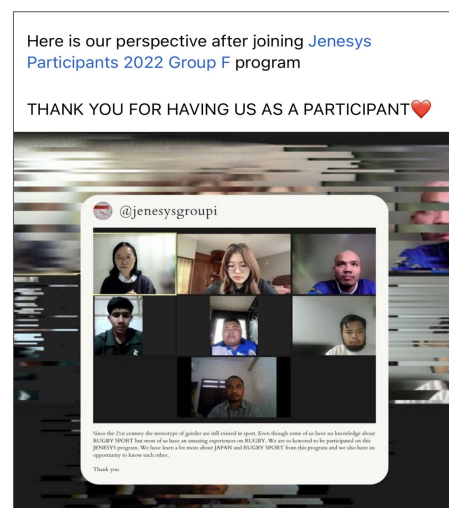 Here is our perspective after joining Jenesys
Participants 2022 Group F program
THANK YOU FOR HAVING US AS A PARTICIPANT❤️
@jenesysgroupi
Since the 21st century the stereotype of gender are still existed in sport. Even though some of us have no knowledge about
RUGBY SPORT but most of us have an amazing experiences on RUGBY. We are so honored to be participated on this
JENESYS program. We have learn a lot more about JAPAN and RUGBY SPORT from this program and we also have an
opportunity to know each other.
Thank you